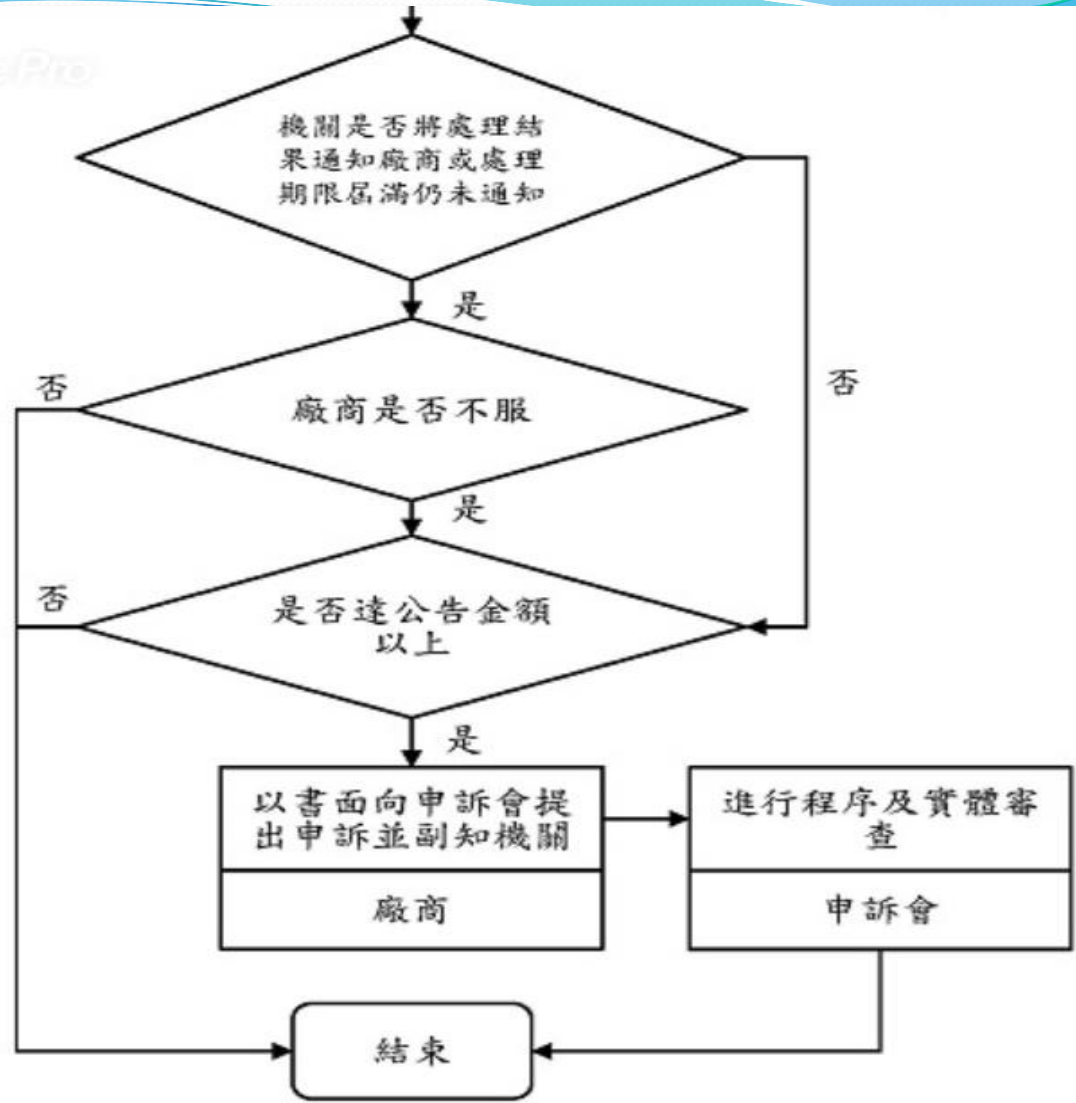 機關是否將處理結
果通知廠商或處理
期限屆滿仍未通知
是
否
否
廠商是否不服
是
否
是否達公告金額
以上
是
以書面向申訴會提
出申訴並副知機關
廠商
進行程序及實體審
查
申訴會
結束